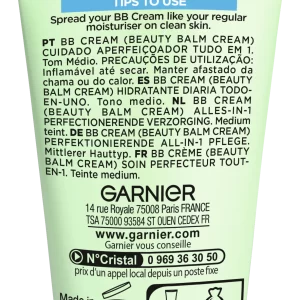 TIPS TO USE
Spread your BB Cream like your regular
moisturiser on clean skin.
PT BB CREAM (BEAUTY BALM CREAM)
CUIDADO APERFEIÇOADOR TUDO EM 1.
Tom Médio. PRECAUÇÕES DE UTILIZAÇÃO:
Inflamável até secar. Manter afastado da
chama ou do calor. ES BB CREAM (BEAUTY
BALM CREAM) HIDRATANTE DIARIA TODO-
EN-UNO. Tono medio. NL BB CREAM
(BEAUTY BALM CREAM) ALLES-IN-1
PERFECTIONERENDE VERZORGING. Medium
teint. DE BB CREAM (BEAUTY BALM CREAM)
PERFEKTIONIERENDE ALL-IN-1 PFLEGE.
Mittlerer Hauttyp. FR BB CRÈME (BEAUTY
BALM CREAM) SOIN PERFECTEUR TOUT-
EN-1. Teinte medium.
GARNIER
14 rue Royale 75008 Paris FRANCE
TSA 75000 93584 ST OUEN CEDEX FR
www.garnier.com
Garnier vous conseille
N°Cristal 0 969 36 30 50
prix d'un appel local depuis un poste fixe
Made in